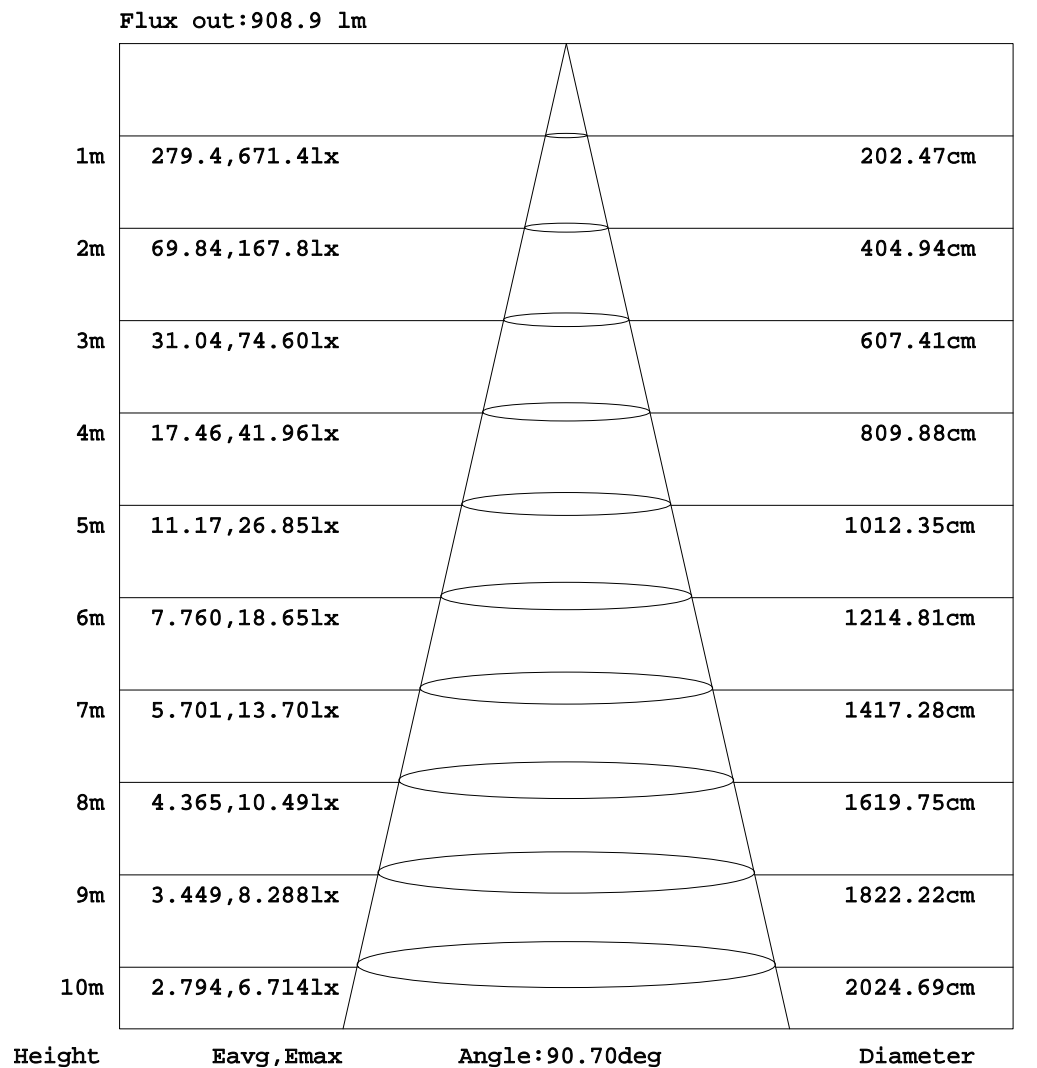 Flux out:908.9 lm
1m 279.4,671.4lx 202.47cm
2m 69.84,167.8lx 404.94cm
3m 31.04,74.60lx 607.41cm
4m 17.46,41.96lx 809.88cm
5m 11.17,26.85lx 1012.35cm
6m 7.760,18.65lx 1214.81cm
7m 5.701,13.70lx 1417.28cm
8m 4.365,10.49lx 1619.75cm
9m 3.449,8.288lx 1822.22cm
10m 2.794,6.714lx 2024.69cm
Height Eavg,Emax Angle:90.70deg Diameter